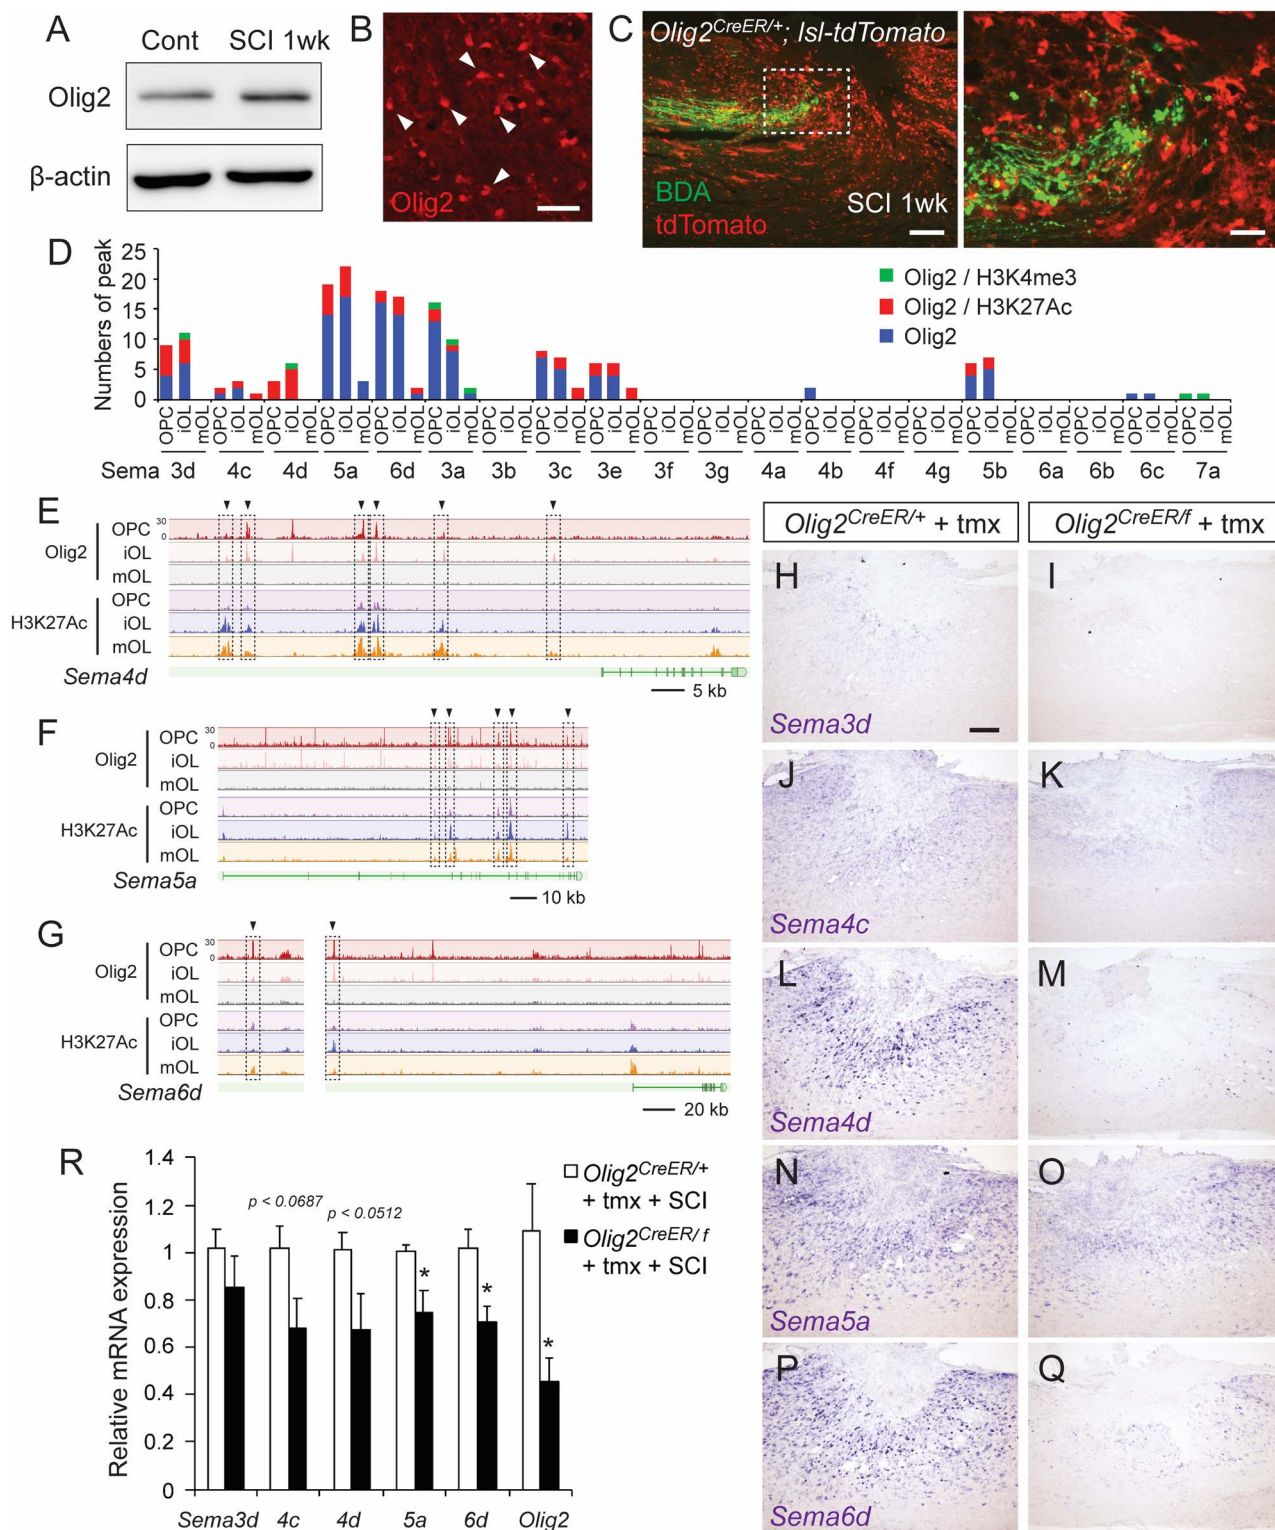 A
Cont SCI 1wk
Olig2
β-actin
B
Olig2
C
Olig2CreER/+; lsl-tdTomato
BDA
tdTomato
SCI 1wk
D
Numbers of peak
25
20
15
10
5
0
Olig2 / H3K4me3
Olig2 / H3K27Ac
Olig2
OPC iOL mOL OPC iOL mOL OPC iOL mOL OPC iOL mOL OPC iOL mOL OPC iOL mOL OPC iOL mOL OPC iOL mOL OPC iOL mOL OPC iOL mOL OPC iOL mOL OPC iOL mOL OPC iOL mOL OPC iOL mOL OPC iOL mOL OPC iOL mOL OPC iOL mOL OPC iOL mOL OPC iOL mOL OPC iOL mOL
Sema 3d 4c 4d 5a 6d 3a 3b 3c 3e 3f 3g 4a 4b 4f 4g 5b 6a 6b 6c 7a
E
Olig2
OPC
30
0
iOL
mOL
H3K27Ac
OPC
iOL
mOL
Sema4d
5 kb
F
Olig2
OPC
30
0
iOL
mOL
H3K27Ac
OPC
iOL
mOL
Sema5a
10 kb
G
Olig2
OPC
30
0
iOL
mOL
H3K27Ac
OPC
iOL
mOL
Sema6d
20 kb
Olig2CreER/+ + tmx
Olig2CreER/f + tmx
H
Sema3d
I
J
Sema4c
K
L
Sema4d
M
N
Sema5a
O
P
Sema6d
Q
R
Relative mRNA expression
1.4
1.2
1
0.8
0.6
0.4
0.2
0
p < 0.0687
p < 0.0512
*
*
*
Olig2CreER/+
+ tmx + SCI
Olig2CreER/ f
+ tmx + SCI
Sema3d 4c 4d 5a 6d Olig2